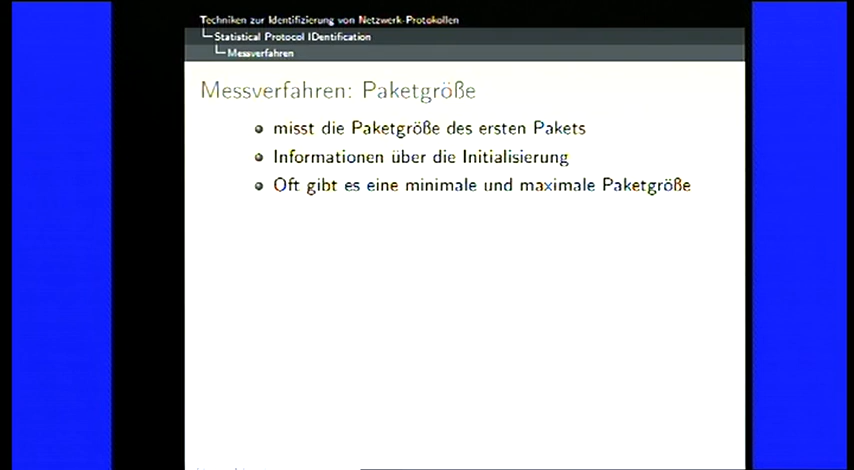 Techniken zur Identifizierung von Netzwerk-Protokollen
Statistical Protocol IDentification
Messverfahren
Messverfahren: Paketgröße
misst die Paketgröße des ersten Pakets
Informationen über die Initialisierung
Oft gibt es eine minimale und maximale Paketgröße